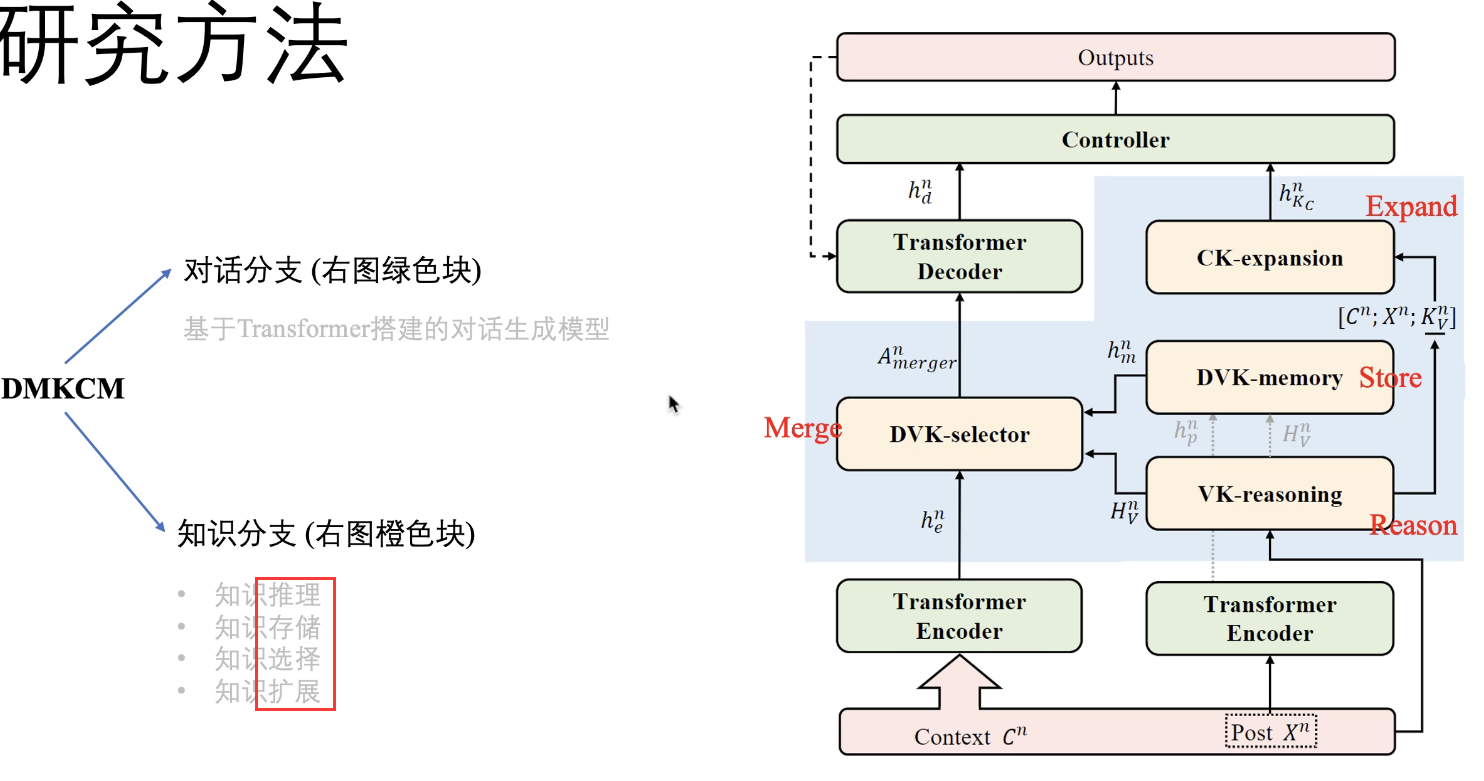 研究方法
对话分支 (右图绿色块)
基于Transformer搭建的对话生成模型
DMKCM
知识分支 (右图橙色块)
• 知识推理
• 知识存储
• 知识选择
• 知识扩展
Outputs
Controller
h_d^n
h_{K_C}^n
Expand
Transformer
Decoder
CK-expansion
[C^n; X^n; K_V^n]
A_{merger}^n
h_m^n
DVK-memory
Store
Merge
DVK-selector
h_p^n
H_V^n
VK-reasoning
H_V^n
Reason
h_e^n
Transformer
Encoder
Transformer
Encoder
Context C^n
Post X^n